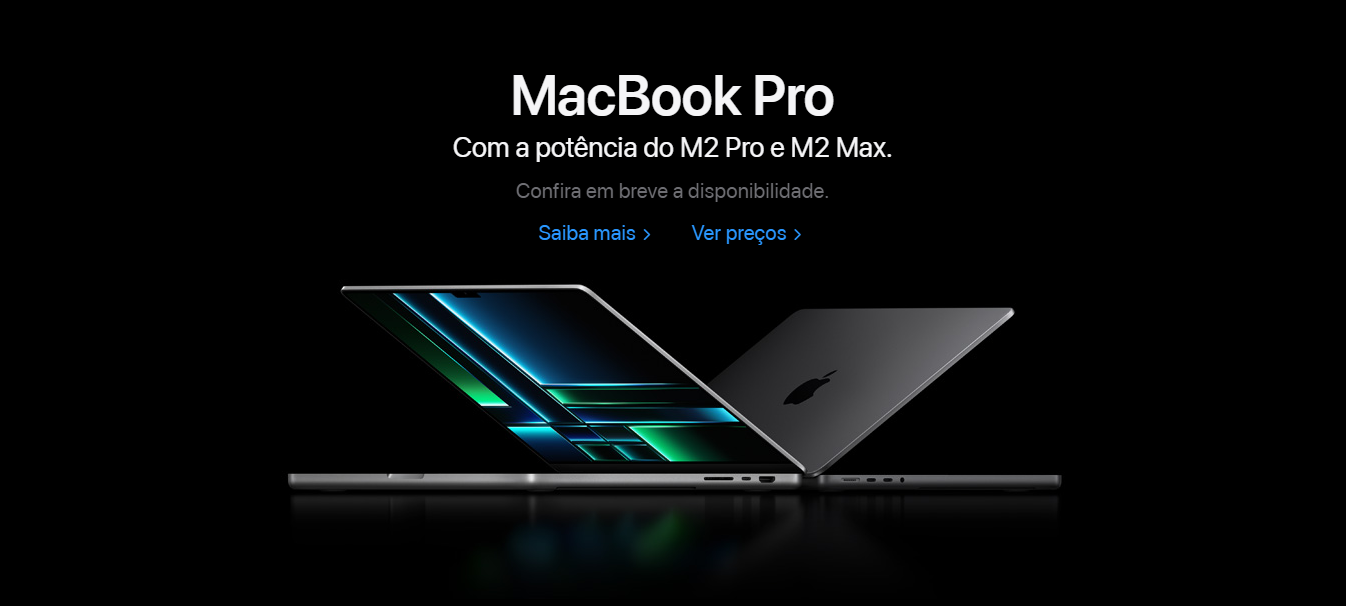 MacBook Pro
Com a potência do M2 Pro e M2 Max.
Confira em breve a disponibilidade.
Saiba mais > Ver preços >